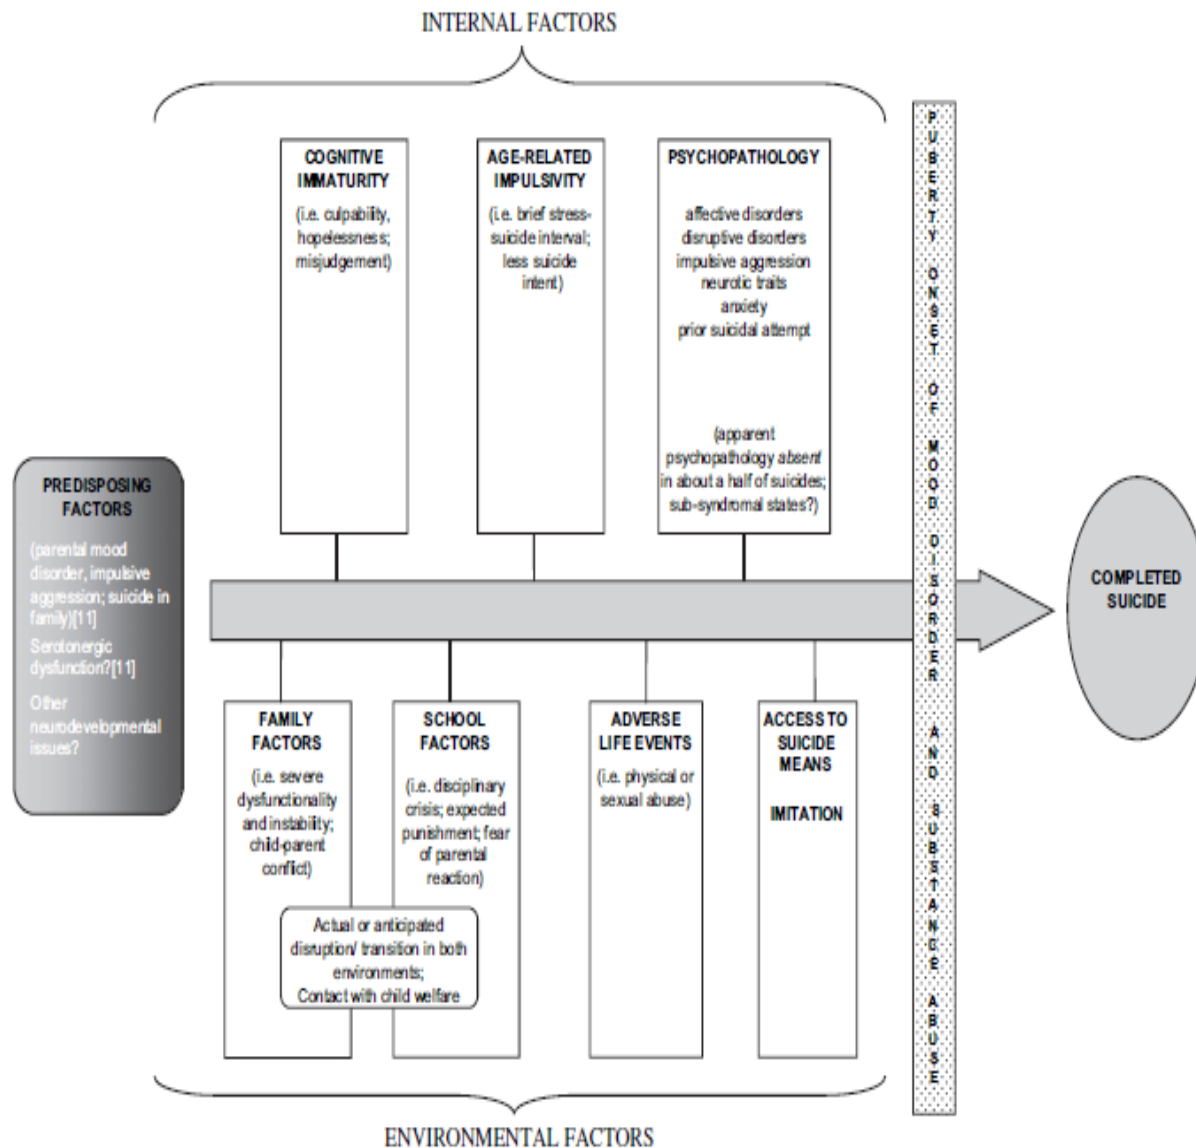 INTERNAL FACTORS
COGNITIVE
IMMATURITY
(i.e. culpability,
hopelessness;
misjudgement)
AGE-RELATED
IMPULSIVITY
(i.e. brief stress-
suicide interval;
less suicide
intent)
PSYCHOPATHOLOGY
affective disorders
disruptive disorders
impulsive aggression
neurotic traits
anxiety
prior suicidal attempt
(apparent
psychopathology absent
in about a half of suicides;
sub-syndromal states?)
PREDISPOSING
FACTORS
(parental mood
disorder, impulsive
aggression; suicide in
family)[11]
Serotonergic
dysfunction?[11]
Other
neurodevelopmental
issues?
FAMILY
FACTORS
(i.e. severe
dysfunctionality
and instability;
child-parent
conflict)
SCHOOL
FACTORS
(i.e. disciplinary
crisis; expected
punishment; fear
of parental
reaction)
Actual or anticipated
disruption/ transition in both
environments;
Contact with child welfare
ADVERSE
LIFE EVENTS
(i.e. physical or
sexual abuse)
ACCESS TO
SUICIDE
MEANS
IMITATION
PUBERTY ONSET OF MOOD DISORDER AND SUBSTANCE ABUSE
COMPLETED
SUICIDE
ENVIRONMENTAL FACTORS